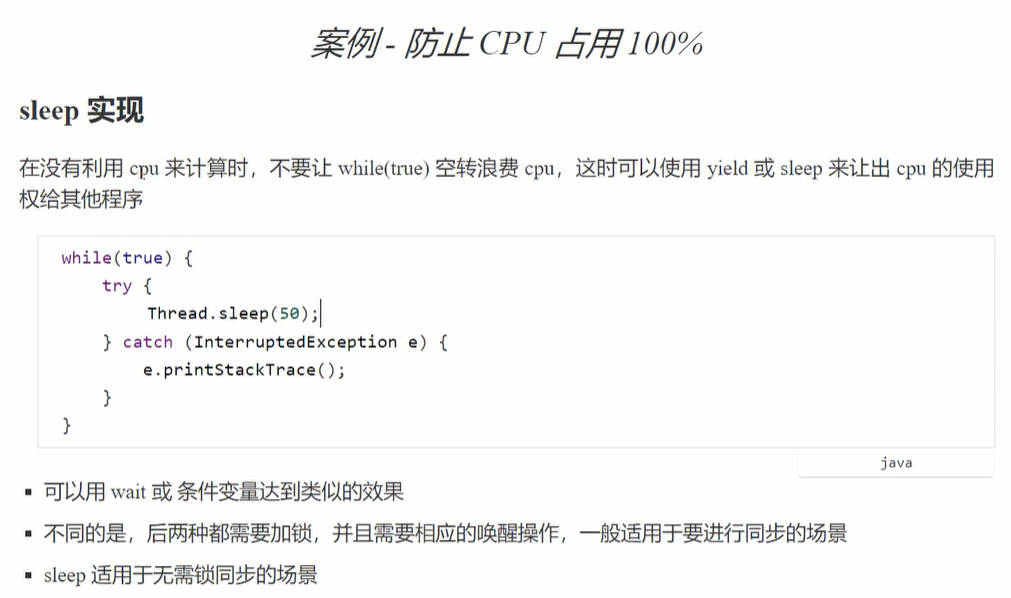 案例 - 防止 CPU 占用 100%
sleep 实现
在没有利用 cpu 来计算时，不要让 while(true) 空转浪费 cpu，这时可以使用 yield 或 sleep 来让出 cpu 的使用
权给其他程序
while(true) {
    try {
        Thread.sleep(50);
    } catch (InterruptedException e) {
        e.printStackTrace();
    }
}
java
▪ 可以用 wait 或 条件变量达到类似的效果
▪ 不同的是，后两种都需要加锁，并且需要相应的唤醒操作，一般适用于要进行同步的场景
▪ sleep 适用于无需锁同步的场景